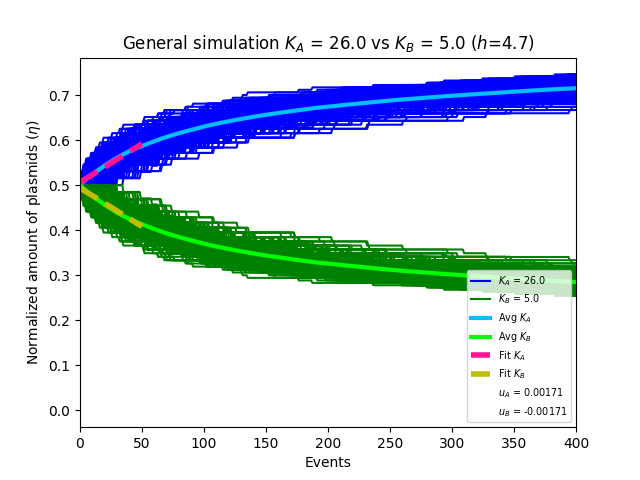 General simulation K_A = 26.0 vs K_B = 5.0 (h=4.7)
Normalized amount of plasmids (η)
0.7
0.6
0.5
0.4
0.3
0.2
0.1
0.0
K_A = 26.0
K_B = 5.0
Avg K_A
Avg K_B
Fit K_A
Fit K_B
u_A = 0.00171
u_B = -0.00171
0 50 100 150 200 250 300 350 400
Events